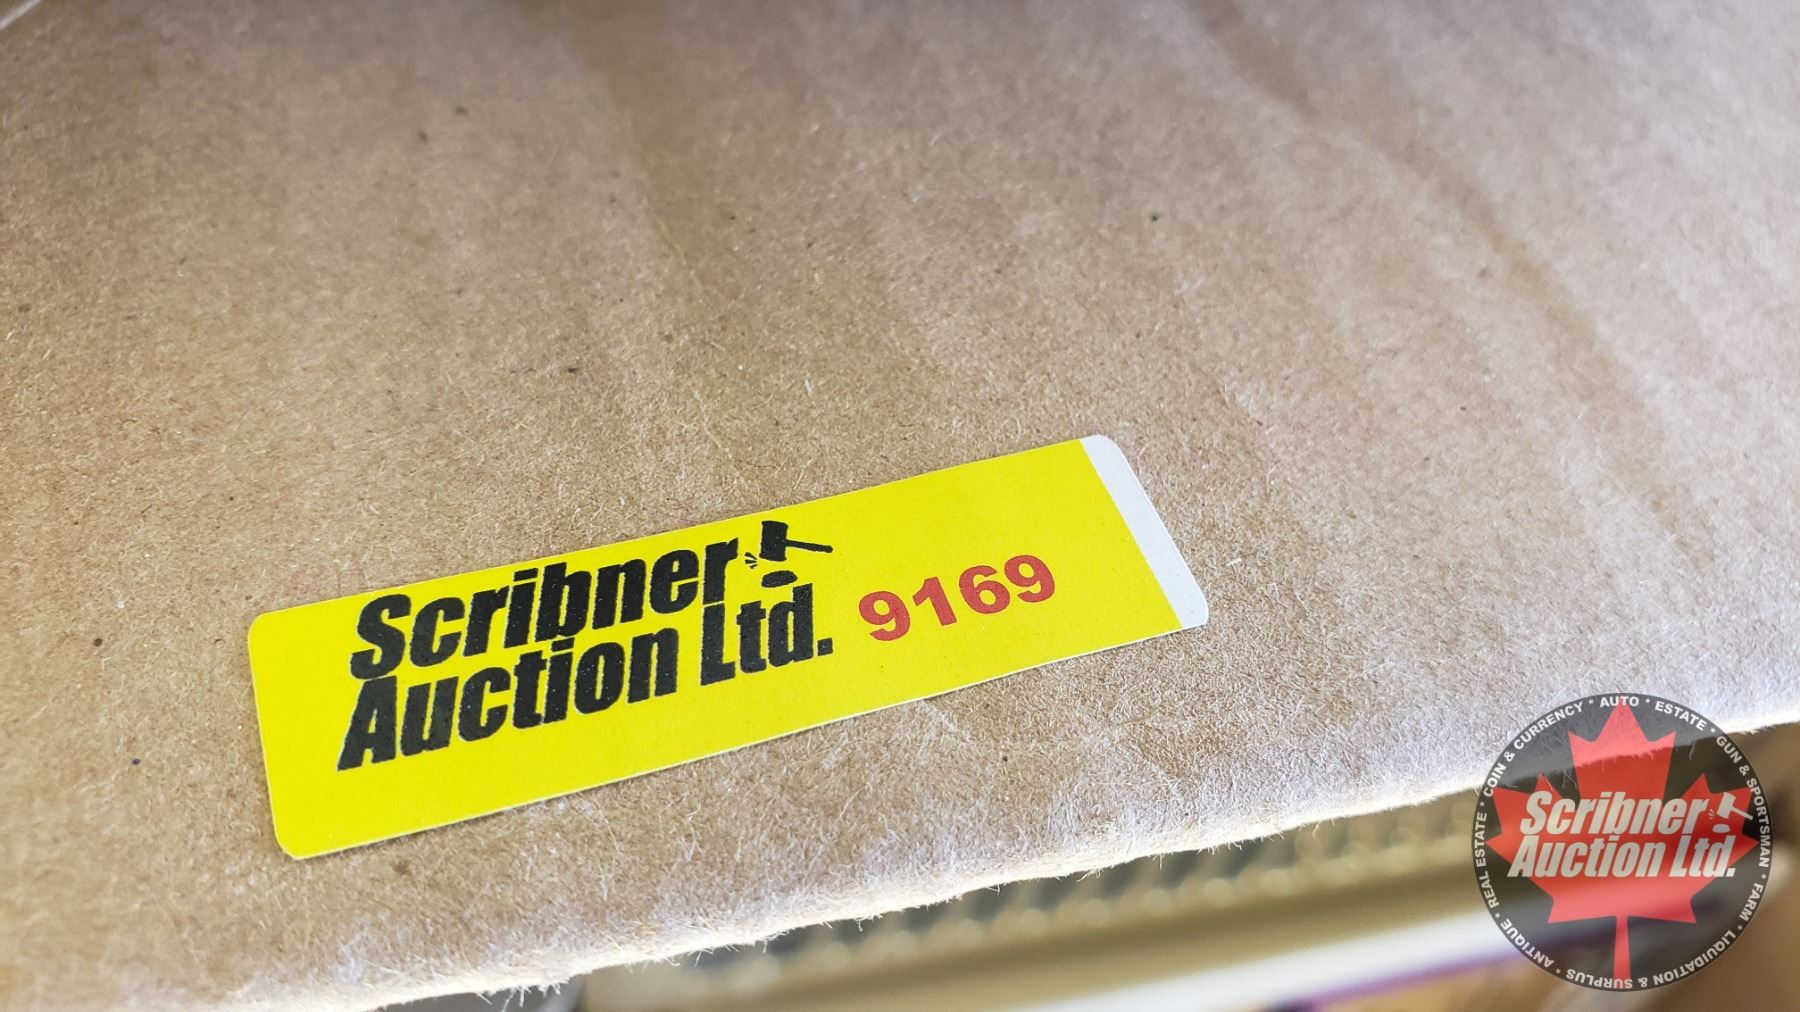 Scribner
Auction Ltd. 9169
COIN & CURRENCY * AUTO * ESTATE * GUN & SPORTSMAN * FARM * LIQUIDATION & SURPLUS * ANTIQUE * REAL ESTATE *
Scribner
Auction Ltd.